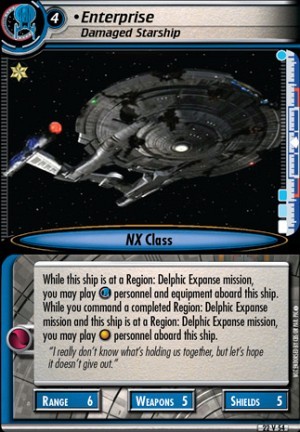 4
• Enterprise
Damaged Starship
NX Class
While this ship is at a Region: Delphic Expanse mission,
you may play personnel and equipment aboard this ship.
While you command a completed Region: Delphic Expanse
mission and this ship is at a Region: Delphic Expanse
mission, you may play personnel aboard this ship.
"I really don't know what's holding us together, but let's hope
it doesn't give out."
RANGE 6
WEAPONS 5
SHIELDS 5